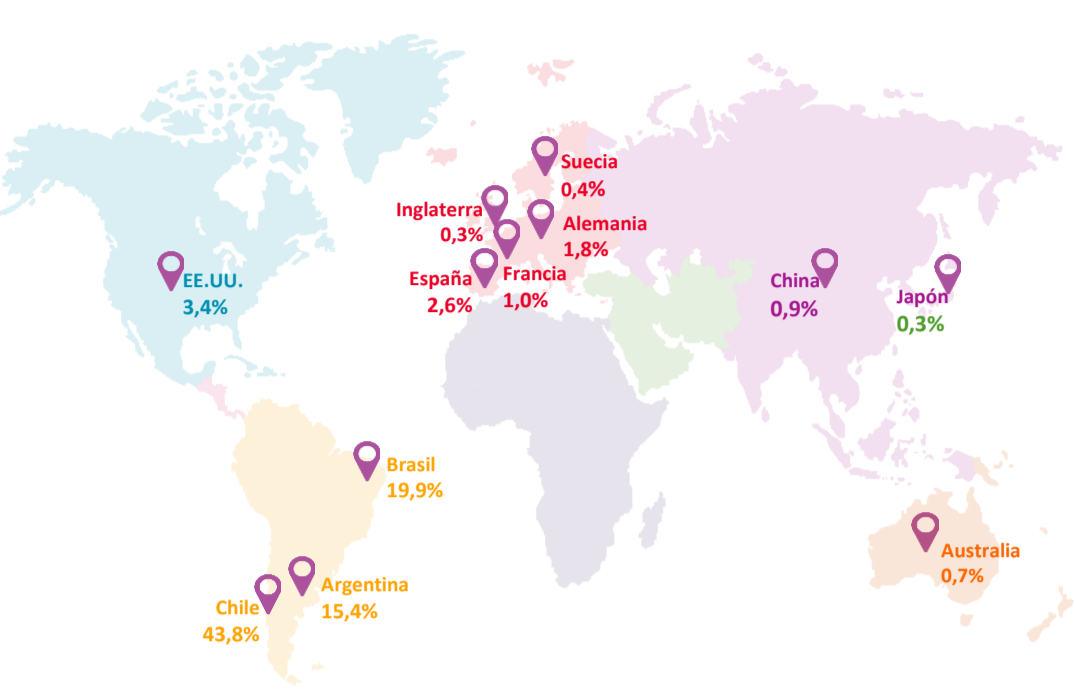 Suecia
0,4%
Inglaterra
0,3%
Alemania
1,8%
España
2,6%
Francia
1,0%
EE.UU.
3,4%
China
0,9%
Japón
0,3%
Brasil
19,9%
Argentina
15,4%
Chile
43,8%
Australia
0,7%